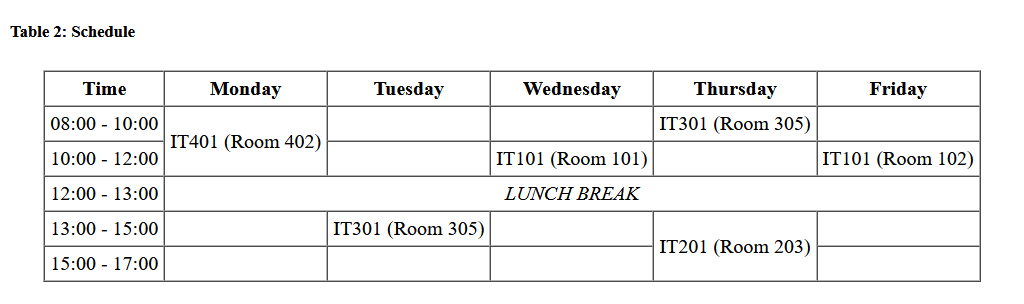 Table 2: Schedule
Time Monday Tuesday Wednesday Thursday Friday
08:00 - 10:00 IT401 (Room 402) IT301 (Room 305)
10:00 - 12:00 IT101 (Room 101) IT101 (Room 102)
12:00 - 13:00 LUNCH BREAK
13:00 - 15:00 IT301 (Room 305) IT201 (Room 203)
15:00 - 17:00